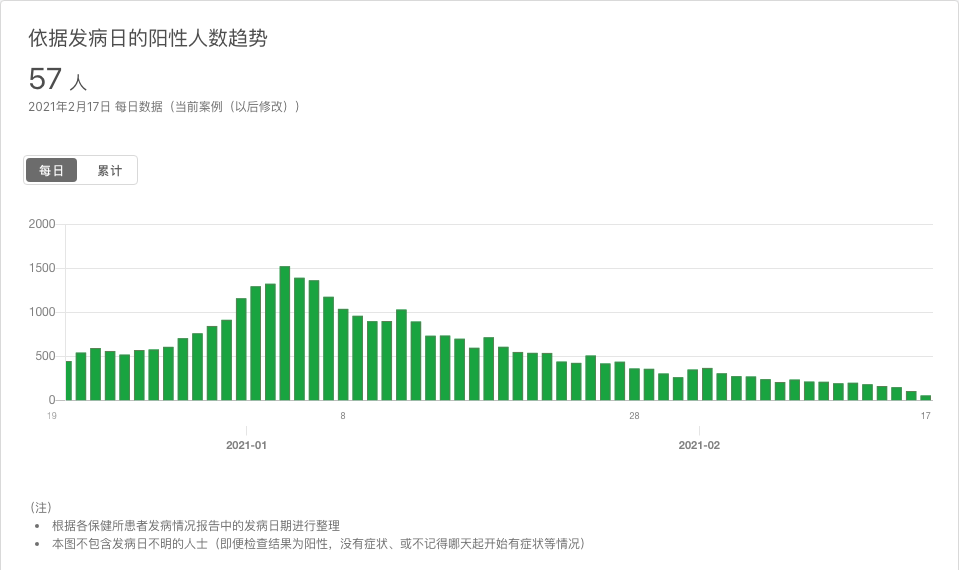 依据发病日的阳性人数趋势
57 人
2021年2月17日 每日数据（当前案例（以后修改））
每日 累计
2000
1500
1000
500
0
19 8 28 17
2021-01 2021-02
（注）
• 根据各保健所患者发病情况报告中的发病日期进行整理
• 本图不包含发病日不明的人士（即便检查结果为阳性，没有症状、或不记得哪天起开始有症状等情况）